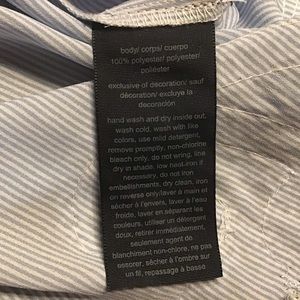 body/ corps/ cuerpo
100% polyester/ polyester/
poliéster
exclusive of decoration/ sauf
décoration/ excluye la
decoración
hand wash and dry inside out.
wash cold. wash with like
colors, use mild detergent,
remove promptly. non-chlorine
bleach only, do not wring. line
dry in shade. low heat-iron if
necessary, do not iron
embellishments, dry clean, iron
on reverse only/laver à main et
sécher à l'envers. laver à l'eau
froide, laver en séparant les
couleurs. utiliser un détergent
doux, retirer immédiatement.
seulement agent de
blanchiment non-chlore, ne pas
essorer, sécher à l'ombre sur
un fil, repassage à basse